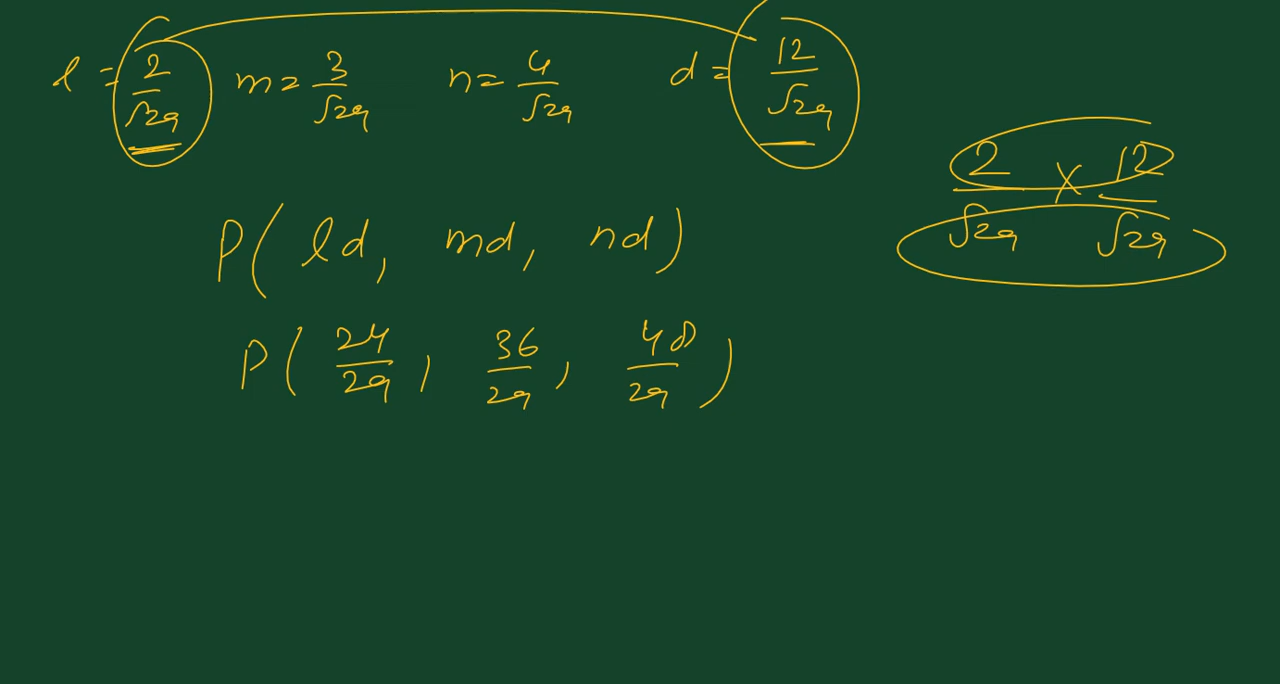 l = 2/√29 m = 3/√29 n = 4/√29 d = 12/√29
2/√29 × 12/√29
P( ld, md, nd)
P( 24/29, 36/29, 48/29 )